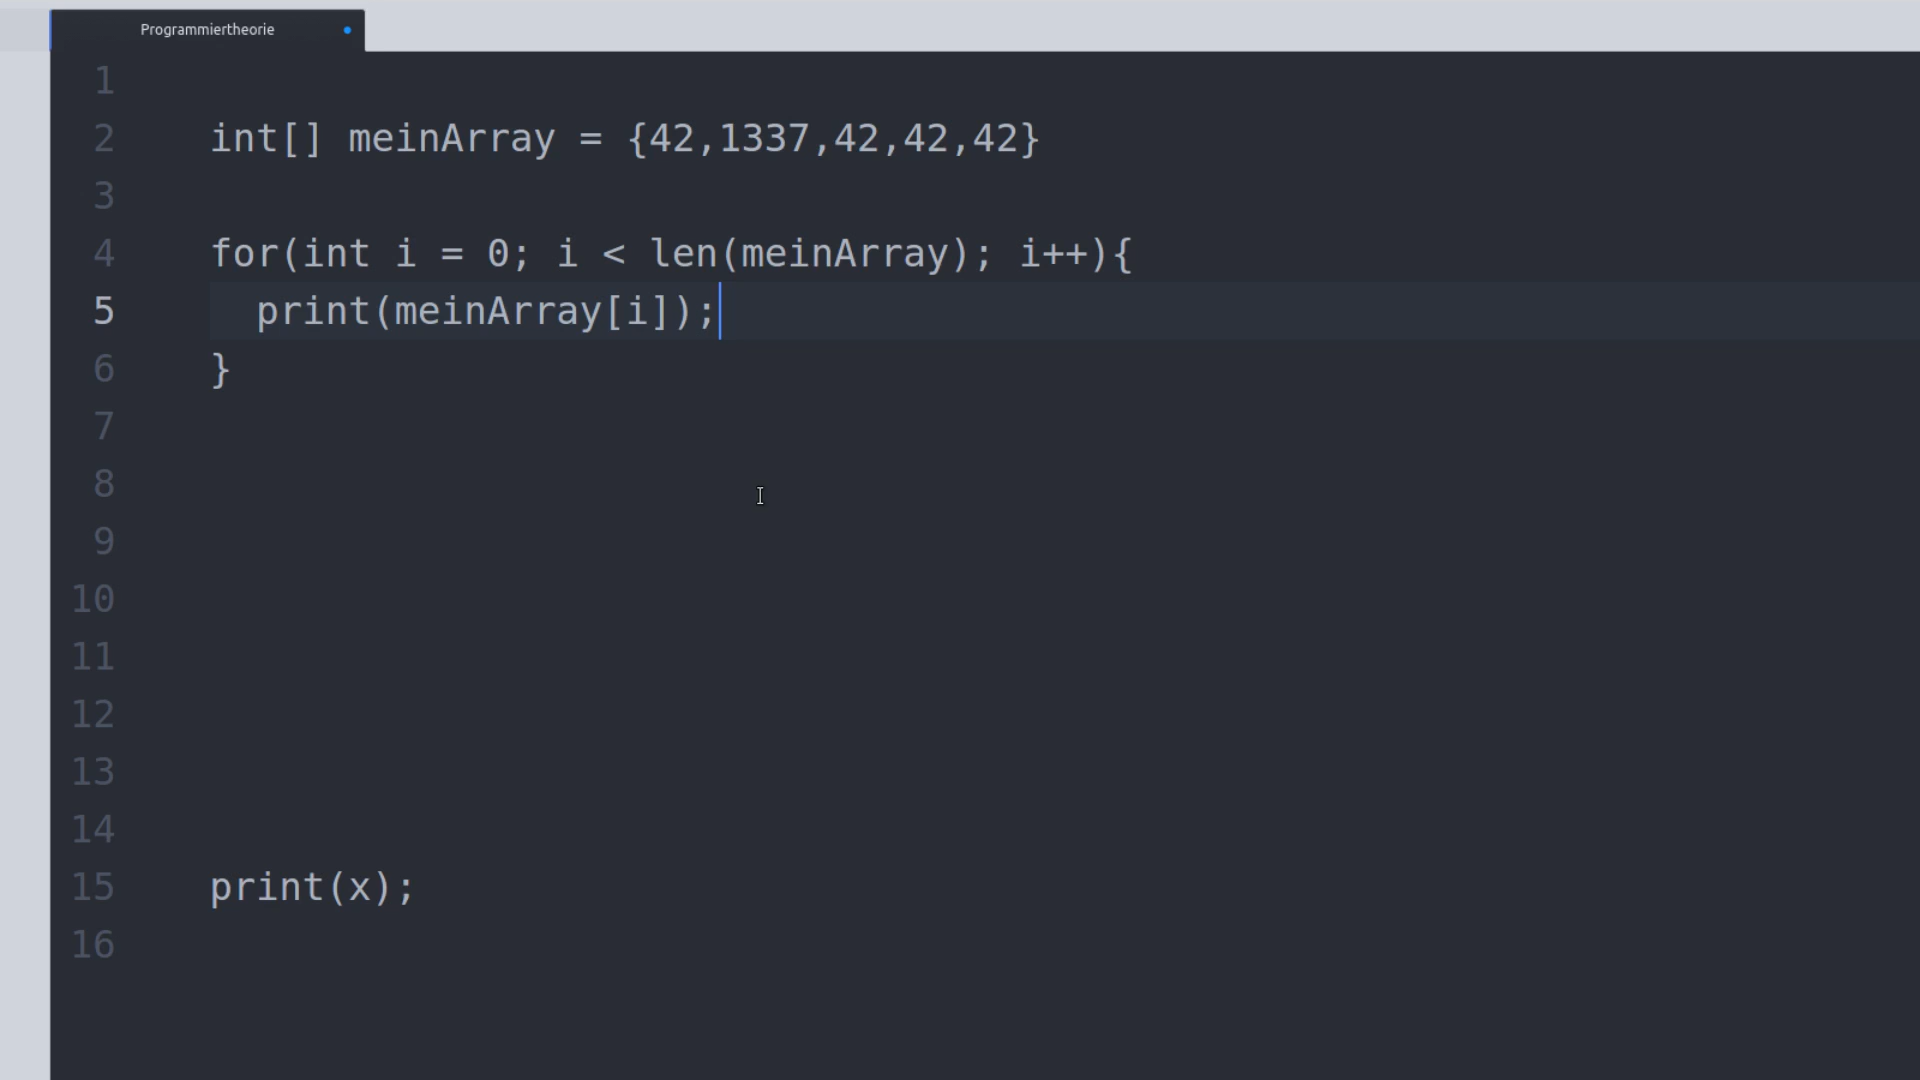 Programmiertheorie
1
2 int[] meinArray = {42,1337,42,42,42}
3
4 for(int i = 0; i < len(meinArray); i++){
5 print(meinArray[i]);
6 }
7
8
9
10
11
12
13
14
15 print(x);
16